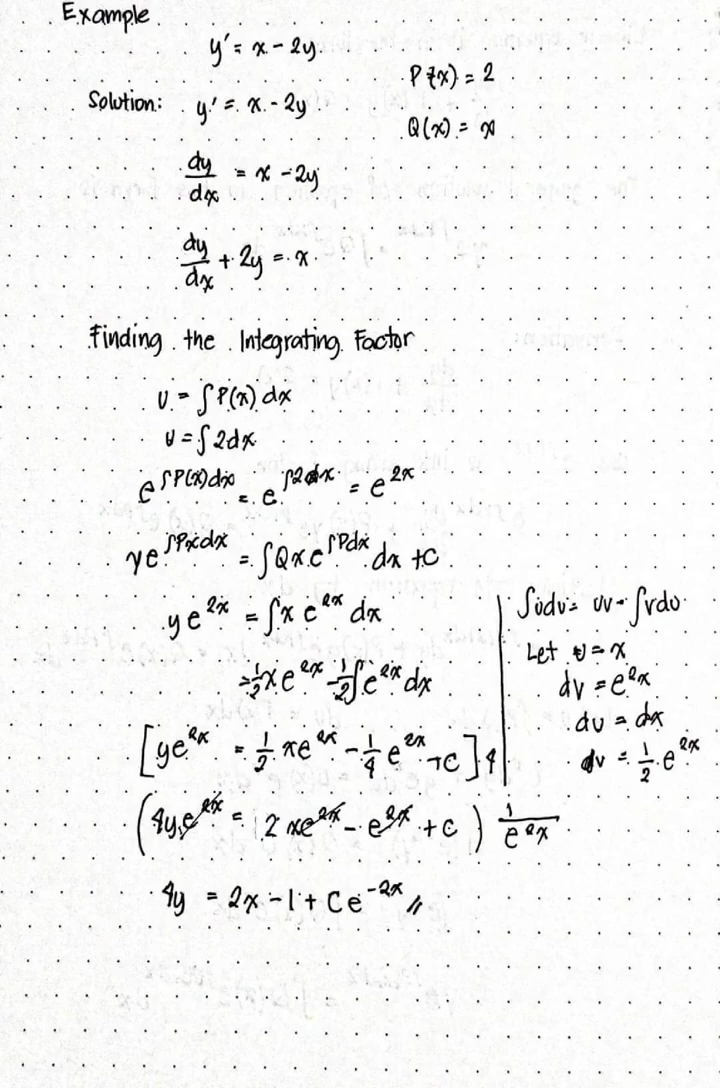 Example
y' = x - 2y
P(x) = 2
Solution: y' = x - 2y
Q(x) = x
dy/dx = x - 2y
dy/dx + 2y = x
Finding the Integrating Factor
υ = ∫P(x) dx
υ = ∫2dx
e^∫P(x)dx = e^∫2dx = e^2x
ye^∫Pxdx = ∫Qx e^∫Pdx dx + C
ye^2x = ∫x e^2x dx
= 1/2 xe^2x - 1/2 ∫e^2x dx
[ye^2x = 1/2 xe^2x - 1/4 e^2x + C] 4
(4ye^2x = 2xe^2x - e^2x + C) 1/e^2x
4y = 2x - 1 + Ce^-2x //
∫udv = uv - ∫vdu
Let u = x
dv = e^2x
du = dx
v = 1/2 e^2x